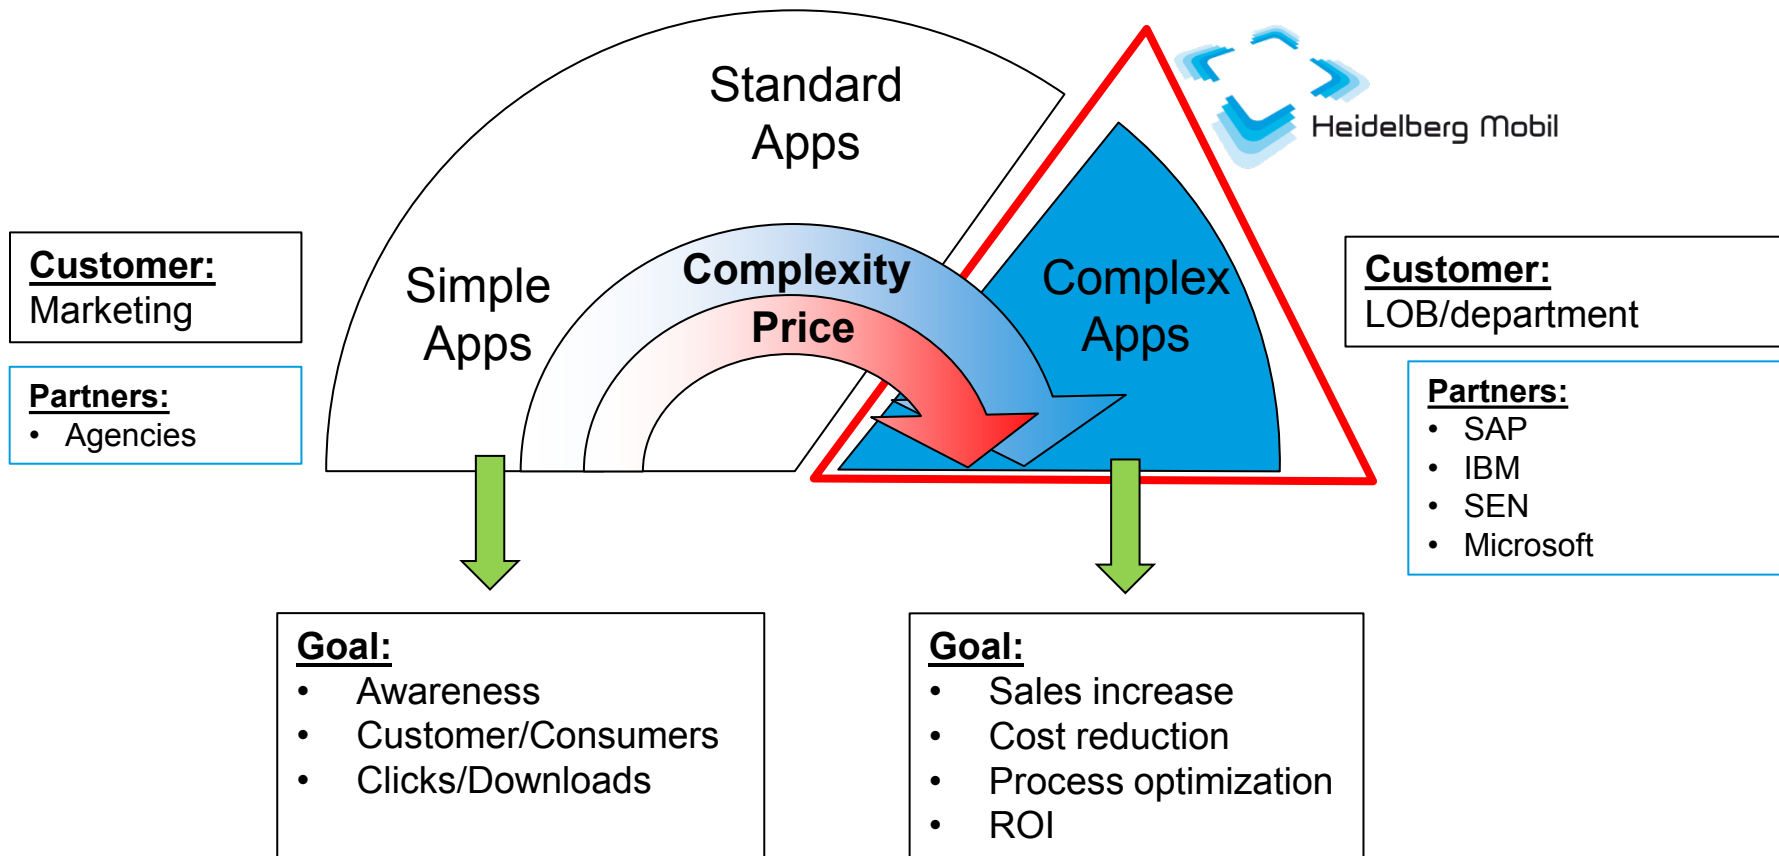 Standard
Apps
Heidelberg Mobil
Customer:
Marketing
Partners:
• Agencies
Simple
Apps
Complexity
Price
Complex
Apps
Customer:
LOB/department
Partners:
• SAP
• IBM
• SEN
• Microsoft
Goal:
• Awareness
• Customer/Consumers
• Clicks/Downloads
Goal:
• Sales increase
• Cost reduction
• Process optimization
• ROI